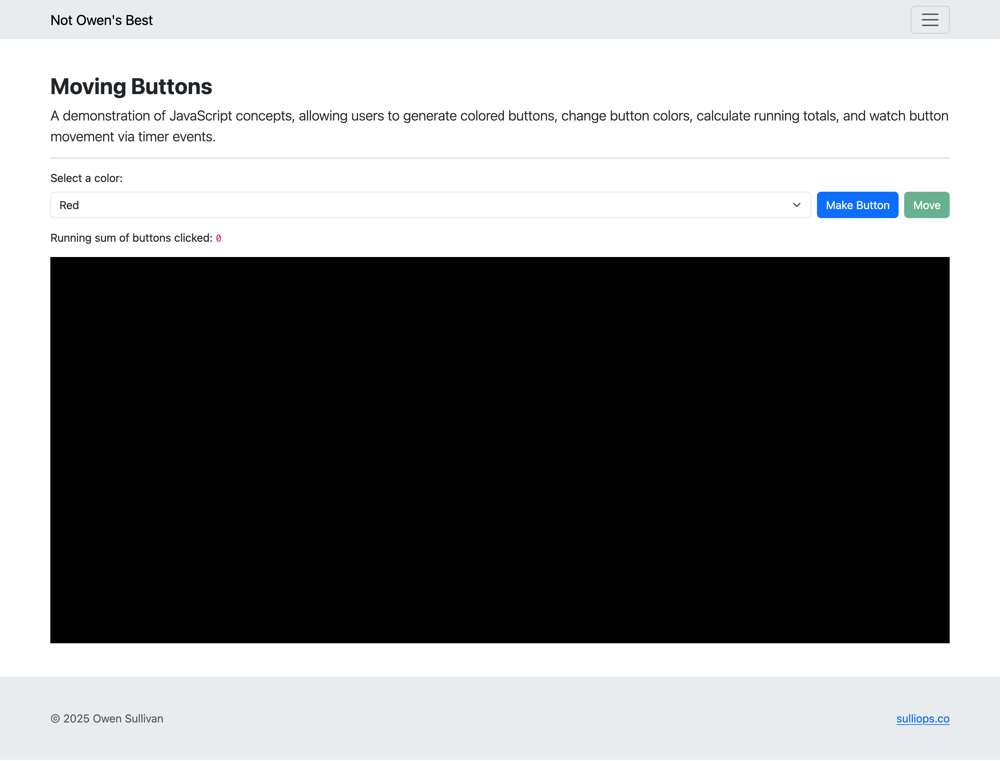 Not Owen's Best
Moving Buttons
A demonstration of JavaScript concepts, allowing users to generate colored buttons, change button colors, calculate running totals, and watch button
movement via timer events.
Select a color:
Red
Make Button
Move
Running sum of buttons clicked: 0
© 2025 Owen Sullivan
sulliops.co